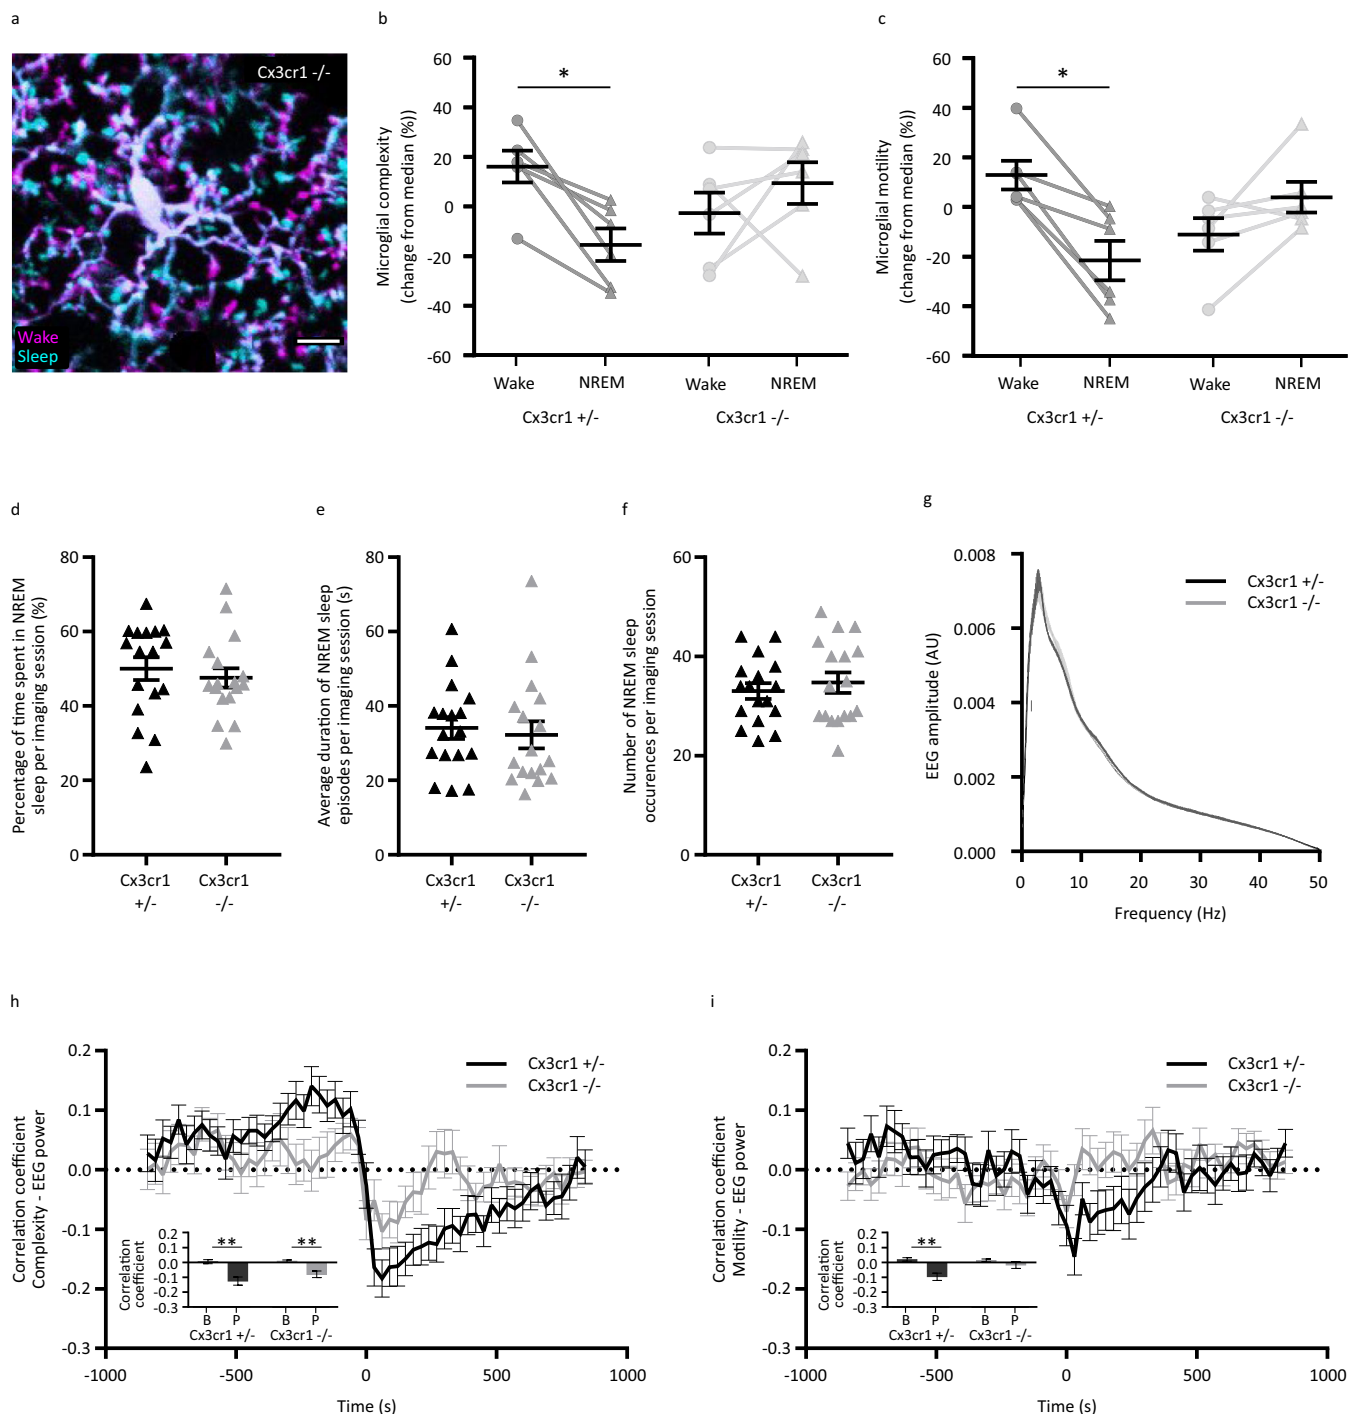 a
b
c
Cx3cr1 -/-
Wake
Sleep
Microglial complexity
(change from median (%))
60
40
20
0
-20
-40
-60
*
Wake
NREM
Wake
NREM
Cx3cr1 +/-
Cx3cr1 -/-
Microglial motility
(change from median (%))
60
40
20
0
-20
-40
-60
*
Wake
NREM
Wake
NREM
Cx3cr1 +/-
Cx3cr1 -/-
d
e
f
g
Percentage of time spent in NREM
sleep per imaging session (%)
80
60
40
20
0
Cx3cr1
+/-
Cx3cr1
-/-
Average duration of NREM sleep
episodes per imaging session (s)
80
60
40
20
0
Cx3cr1
+/-
Cx3cr1
-/-
Number of NREM sleep
occurences per imaging session
60
40
20
0
Cx3cr1
+/-
Cx3cr1
-/-
EEG amplitude (AU)
0.008
0.006
0.004
0.002
0.000
Cx3cr1 +/-
Cx3cr1 -/-
0
10
20
30
40
50
Frequency (Hz)
h
i
Correlation coefficient
Complexity - EEG power
0.2
0.1
0.0
-0.1
-0.2
-0.3
Cx3cr1 +/-
Cx3cr1 -/-
Correlation
coefficient
0.2
0.1
0.0
-0.1
-0.2
-0.3
**
**
B
P
B
P
Cx3cr1 +/-
Cx3cr1 -/-
-1000
-500
0
500
1000
Time (s)
Correlation coefficient
Motility - EEG power
0.2
0.1
0.0
-0.1
-0.2
-0.3
Cx3cr1 +/-
Cx3cr1 -/-
Correlation
coefficient
0.2
0.1
0.0
-0.1
-0.2
-0.3
**
B
P
B
P
Cx3cr1 +/-
Cx3cr1 -/-
-1000
-500
0
500
1000
Time (s)